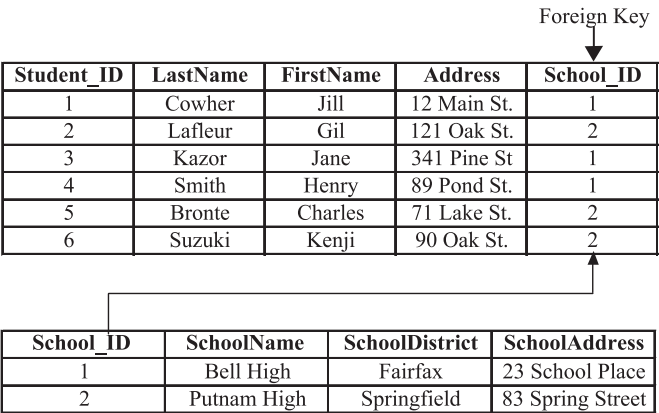 Foreign Key
Student_ID LastName FirstName Address School_ID
1 Cowher Jill 12 Main St. 1
2 Lafleur Gil 121 Oak St. 2
3 Kazor Jane 341 Pine St 1
4 Smith Henry 89 Pond St. 1
5 Bronte Charles 71 Lake St. 2
6 Suzuki Kenji 90 Oak St. 2
School_ID SchoolName SchoolDistrict SchoolAddress
1 Bell High Fairfax 23 School Place
2 Putnam High Springfield 83 Spring Street